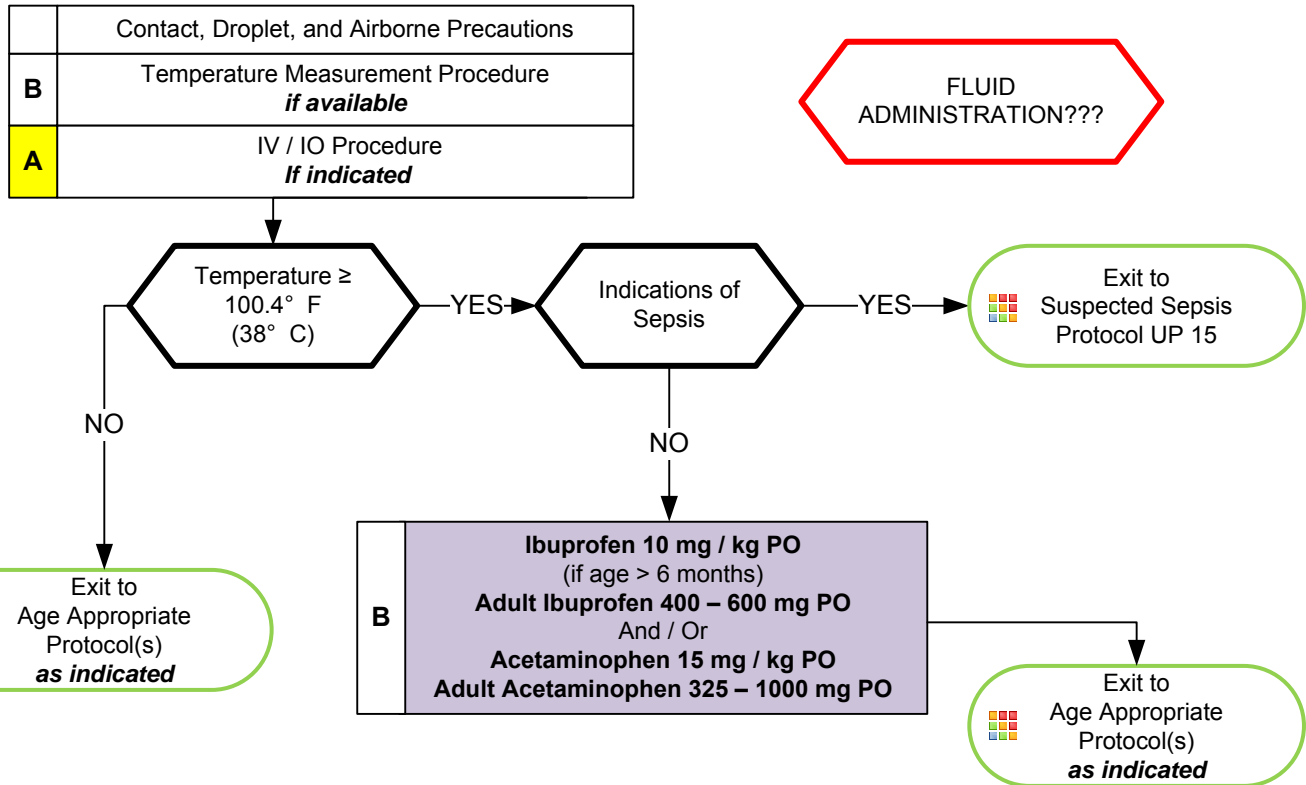 Contact, Droplet, and Airborne Precautions
B
Temperature Measurement Procedure
if available
A
IV / IO Procedure
If indicated
FLUID
ADMINISTRATION???
Temperature ≥
100.4° F
(38° C)
YES
Indications of
Sepsis
YES
Exit to
Suspected Sepsis
Protocol UP 15
NO
NO
Exit to
Age Appropriate
Protocol(s)
as indicated
B
Ibuprofen 10 mg / kg PO
(if age > 6 months)
Adult Ibuprofen 400 – 600 mg PO
And / Or
Acetaminophen 15 mg / kg PO
Adult Acetaminophen 325 – 1000 mg PO
Exit to
Age Appropriate
Protocol(s)
as indicated